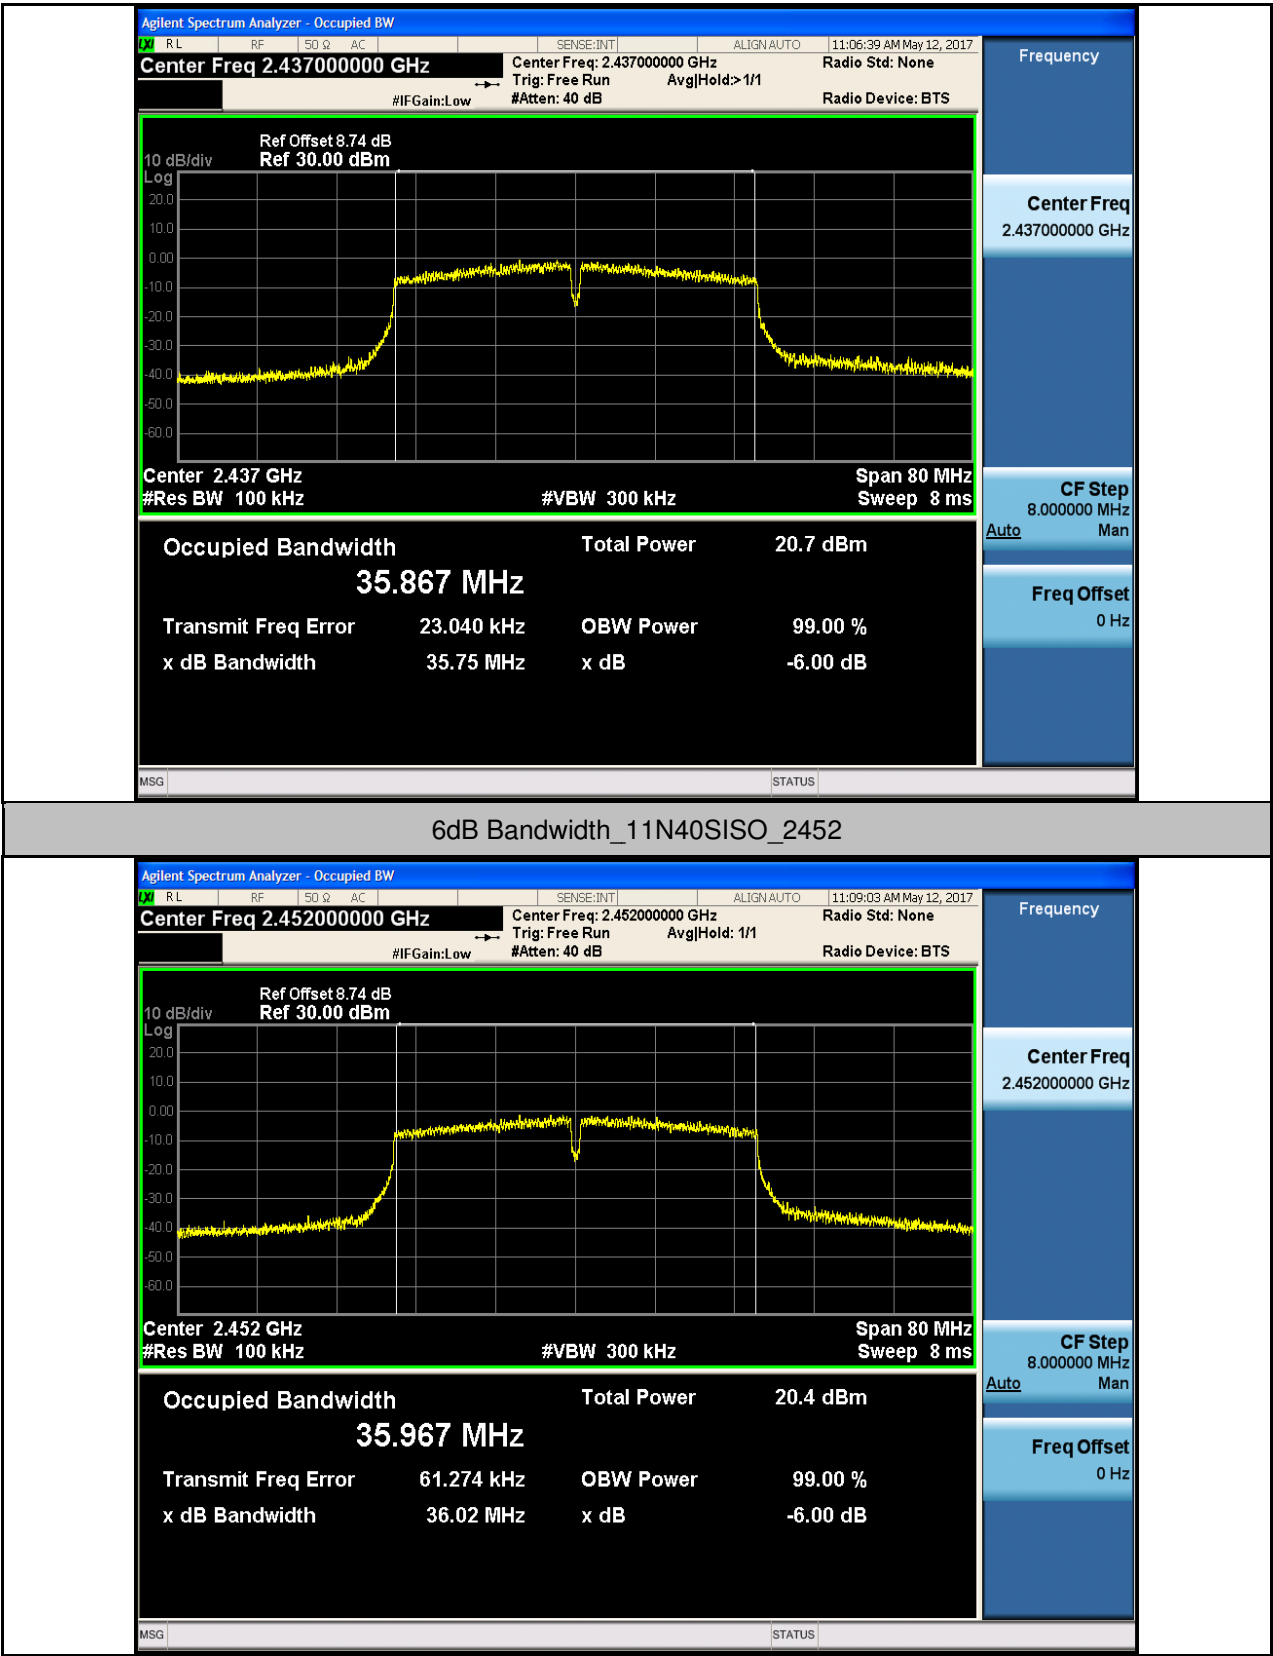 Agilent Spectrum Analyzer - Occupied BW
LXI RL RF 50 Ω AC SENSE:INT ALIGN AUTO 11:06:39 AM May 12, 2017
Center Freq 2.437000000 GHz
Center Freq: 2.437000000 GHz Radio Std: None
Trig: Free Run Avg|Hold:> 1/1
#IFGain:Low #Atten: 40 dB Radio Device: BTS
Ref Offset 8.74 dB
10 dB/div Ref 30.00 dBm
Log
20.0
10.0
0.00
-10.0
-20.0
-30.0
-40.0
-50.0
-60.0
Center 2.437 GHz Span 80 MHz
#Res BW 100 kHz #VBW 300 kHz Sweep 8 ms
Occupied Bandwidth Total Power 20.7 dBm
35.867 MHz
Transmit Freq Error 23.040 kHz OBW Power 99.00 %
x dB Bandwidth 35.75 MHz x dB -6.00 dB
MSG STATUS
Frequency
Center Freq
2.437000000 GHz
CF Step
8.000000 MHz
Auto Man
Freq Offset
0 Hz
6dB Bandwidth_11N40SISO_2452
Agilent Spectrum Analyzer - Occupied BW
LXI RL RF 50 Ω AC SENSE:INT ALIGN AUTO 11:09:03 AM May 12, 2017
Center Freq 2.452000000 GHz
Center Freq: 2.452000000 GHz Radio Std: None
Trig: Free Run Avg|Hold: 1/1
#IFGain:Low #Atten: 40 dB Radio Device: BTS
Ref Offset 8.74 dB
10 dB/div Ref 30.00 dBm
Log
20.0
10.0
0.00
-10.0
-20.0
-30.0
-40.0
-50.0
-60.0
Center 2.452 GHz Span 80 MHz
#Res BW 100 kHz #VBW 300 kHz Sweep 8 ms
Occupied Bandwidth Total Power 20.4 dBm
35.967 MHz
Transmit Freq Error 61.274 kHz OBW Power 99.00 %
x dB Bandwidth 36.02 MHz x dB -6.00 dB
MSG STATUS
Frequency
Center Freq
2.452000000 GHz
CF Step
8.000000 MHz
Auto Man
Freq Offset
0 Hz